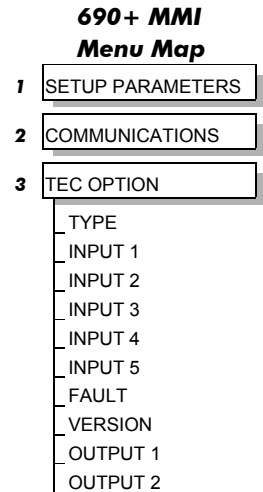 690+ MMI
Menu Map
1 SETUP PARAMETERS
2 COMMUNICATIONS
3 TEC OPTION
TYPE
INPUT 1
INPUT 2
INPUT 3
INPUT 4
INPUT 5
FAULT
VERSION
OUTPUT 1
OUTPUT 2